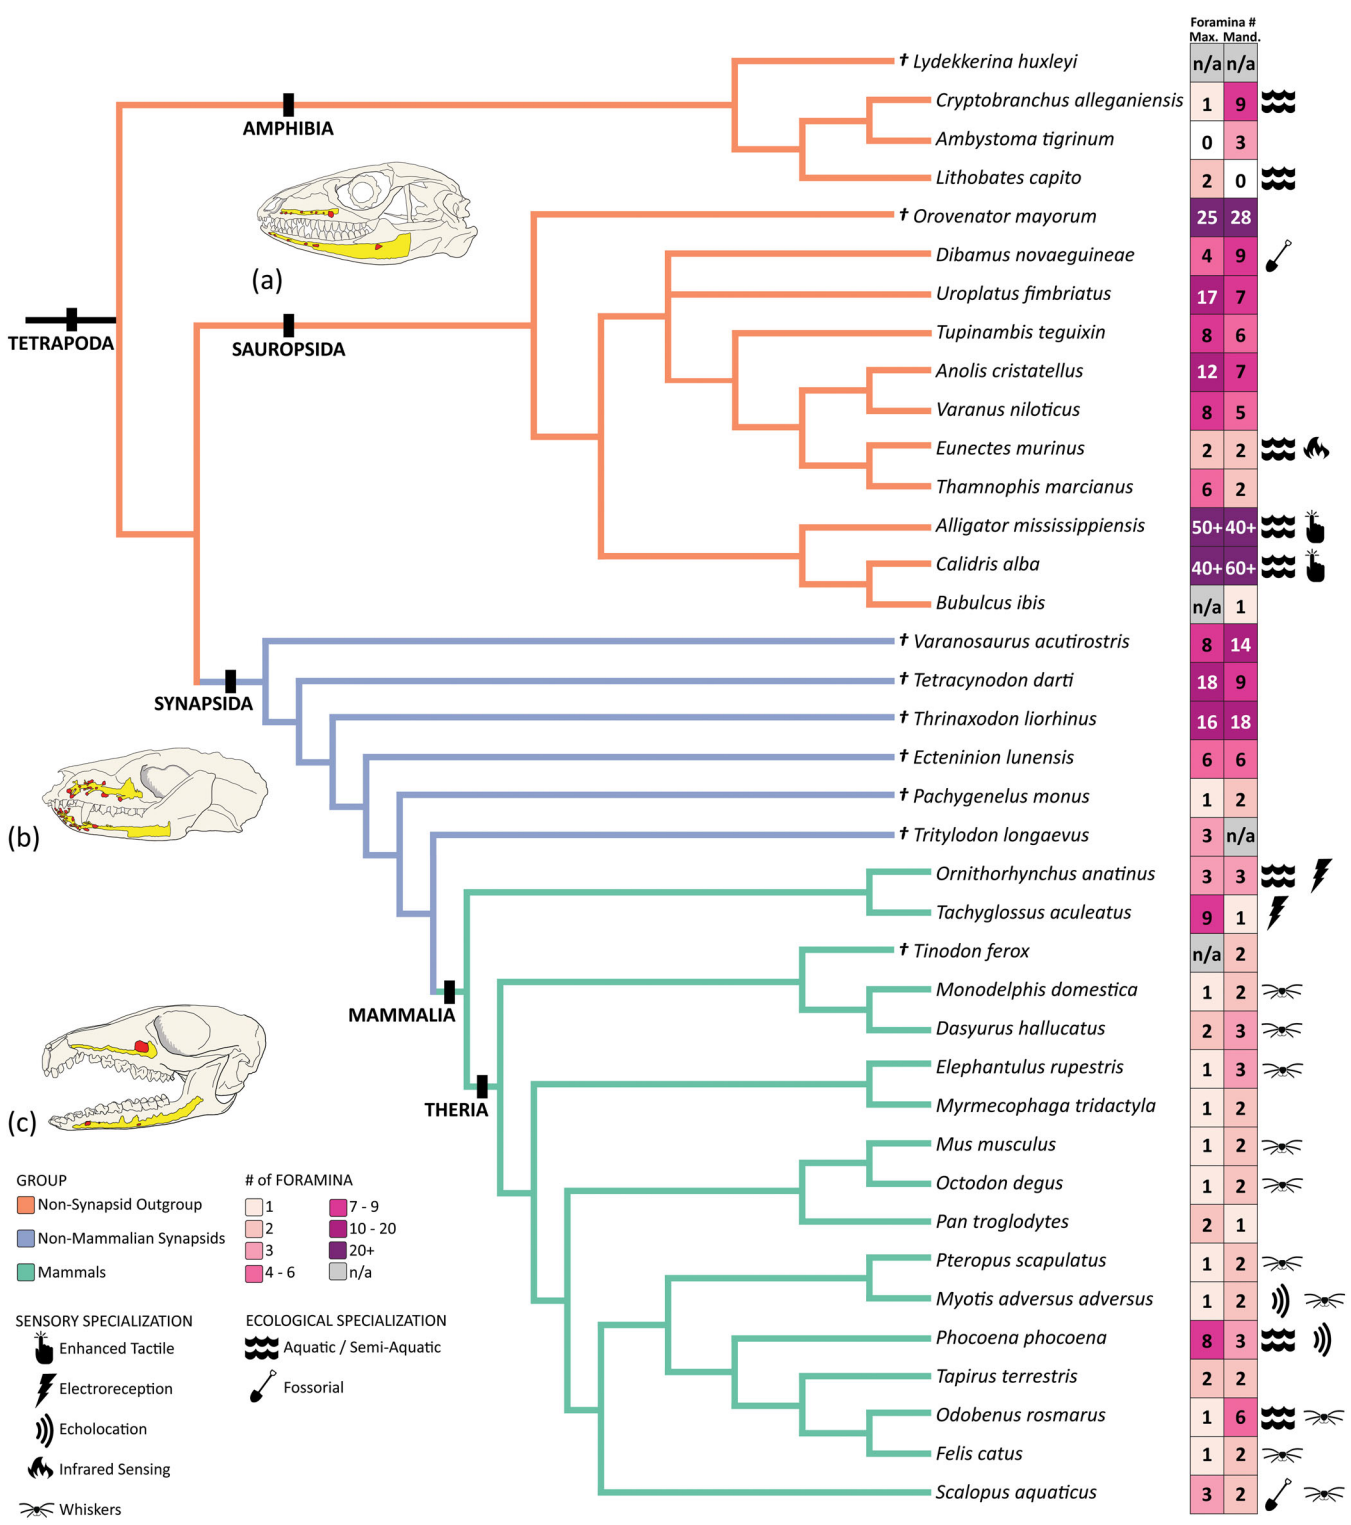 Foramina #
Max. Mand.
† Lydekkerina huxleyi n/a n/a
Cryptobranchus alleganiensis 1 9
AMPHIBIA
Ambystoma tigrinum 0 3
Lithobates capito 2 0
† Orovenator mayorum 25 28
Dibamus novaeguineae 4 9
(a)
Uroplatus fimbriatus 17 7
TETRAPODA
SAUROPSIDA
Tupinambis teguixin 8 6
Anolis cristatellus 12 7
Varanus niloticus 8 5
Eunectes murinus 2 2
Thamnophis marcianus 6 2
Alligator mississippiensis 50+ 40+
Calidris alba 40+ 60+
Bubulcus ibis n/a 1
† Varanosaurus acutirostris 8 14
† Tetracynodon darti 18 9
SYNAPSIDA
† Thrinaxodon liorhinus 16 18
† Ecteninion lunensis 6 6
† Pachygenelus monus 1 2
(b)
† Tritylodon longaevus 3 n/a
Ornithorhynchus anatinus 3 3
Tachyglossus aculeatus 9 1
† Tinodon ferox n/a 2
Monodelphis domestica 1 2
MAMMALIA
Dasyurus hallucatus 2 3
Elephantulus rupestris 1 3
THERIA
Myrmecophaga tridactyla 1 2
(c)
Mus musculus 1 2
Octodon degus 1 2
Pan troglodytes 2 1
Pteropus scapulatus 1 2
Myotis adversus adversus 1 2
Phocoena phocoena 8 3
Tapirus terrestris 2 2
Odobenus rosmarus 1 6
Felis catus 1 2
Scalopus aquaticus 3 2
GROUP
Non-Synapsid Outgroup
Non-Mammalian Synapsids
Mammals
# of FORAMINA
1
2
3
4 - 6
7 - 9
10 - 20
20+
n/a
SENSORY SPECIALIZATION
Enhanced Tactile
Electroreception
Echolocation
Infrared Sensing
Whiskers
ECOLOGICAL SPECIALIZATION
Aquatic / Semi-Aquatic
Fossorial